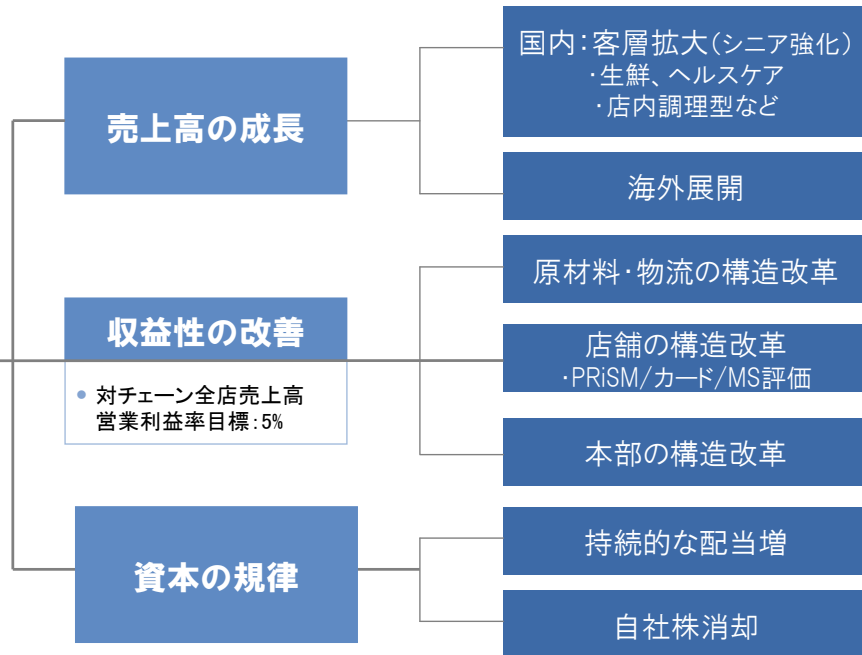 売上高の成長
国内：客層拡大（シニア強化）
・生鮮、ヘルスケア
・店内調理型など
海外展開
収益性の改善
• 対チェーン全店売上高
営業利益率目標：5%
原材料・物流の構造改革
店舗の構造改革
・PRiSM/カード/MS評価
本部の構造改革
資本の規律
持続的な配当増
自社株消却